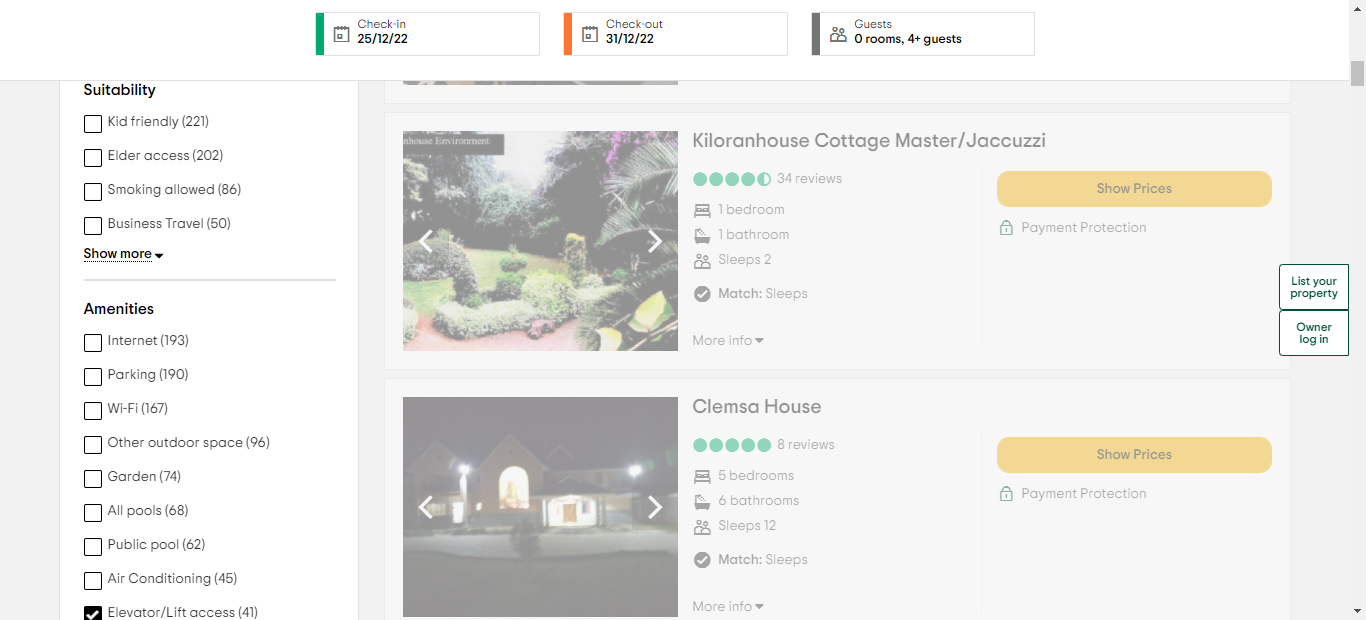 Check-in
25/12/22
Check-out
31/12/22
Guests
0 rooms, 4+ guests
Suitability
Kid friendly (221)
Elder access (202)
Smoking allowed (86)
Business Travel (50)
Show more
Amenities
Internet (193)
Parking (190)
Wi-Fi (167)
Other outdoor space (96)
Garden (74)
All pools (68)
Public pool (62)
Air Conditioning (45)
Elevator/Lift access (41)
nhouse Environment
Kiloranhouse Cottage Master/Jaccuzzi
34 reviews
1 bedroom
1 bathroom
Sleeps 2
Match: Sleeps
More info
Show Prices
Payment Protection
Clemsa House
8 reviews
5 bedrooms
6 bathrooms
Sleeps 12
Match: Sleeps
More info
Show Prices
Payment Protection
List your
property
Owner
log in